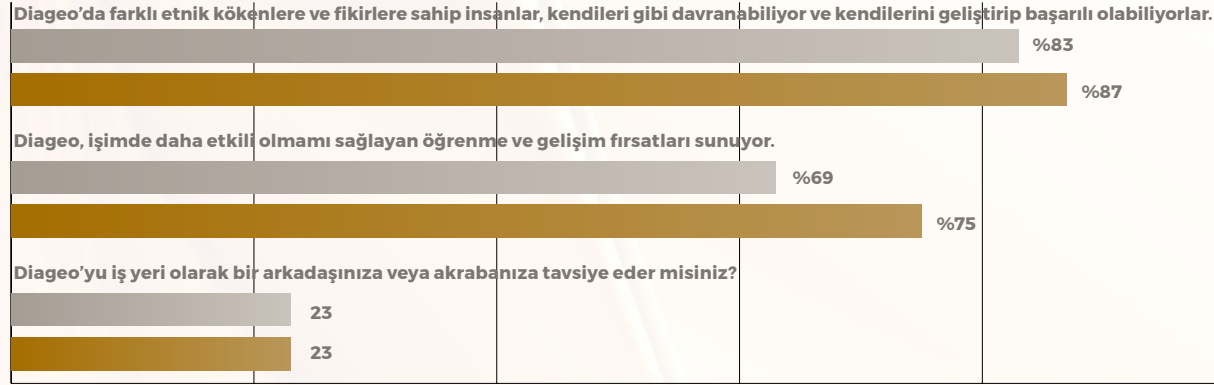 Diageo’da farklı etnik kökenlere ve fikirlere sahip insanlar, kendileri gibi davranabiliyor ve kendilerini geliştirip başarılı olabiliyorlar.
%83
%87
Diageo, işimde daha etkili olmamı sağlayan öğrenme ve gelişim fırsatları sunuyor.
%69
%75
Diageo’yu iş yeri olarak bir arkadaşınıza veya akrabanıza tavsiye eder misiniz?
23
23